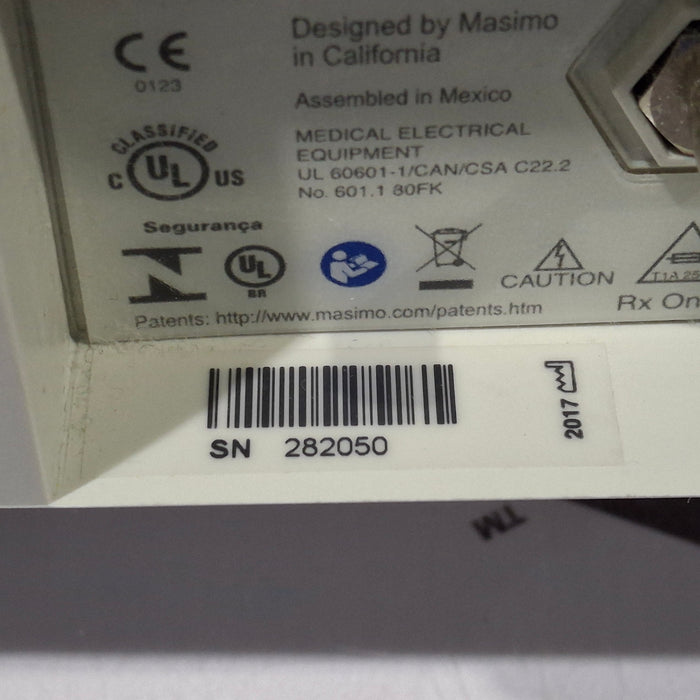 Designed by Masimo
in California
0123
Assembled in Mexico
CLASSIFIED
C UL US
MEDICAL ELECTRICAL
EQUIPMENT
UL 60601-1/CAN/CSA C22.2
No. 601.1 80FK
Segurança
UL
BR
CAUTION
T1A 25
Rx On
Patents: http://www.masimo.com/patents.htm
SN 282050
2017
TM